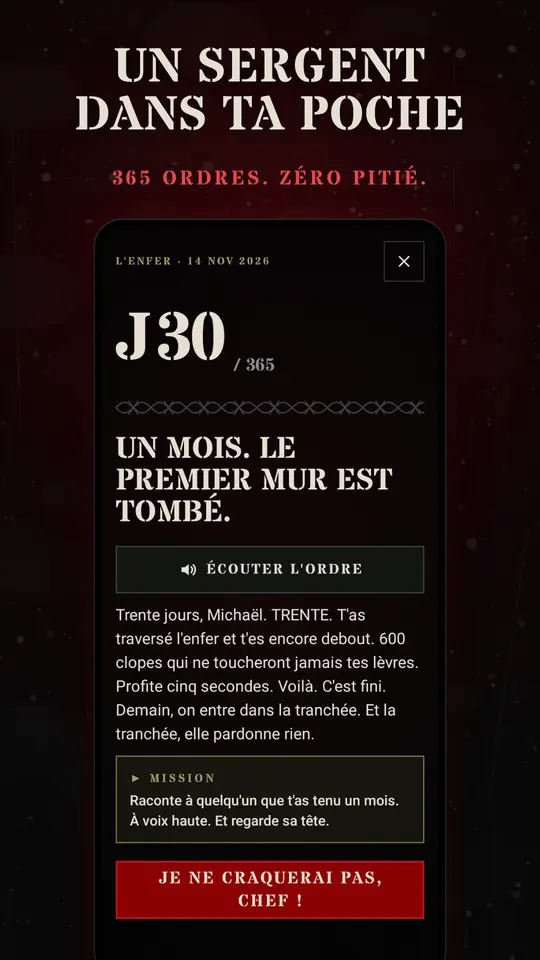 UN SERGENT
DANS TA POCHE
365 ORDRES. ZÉRO PITIÉ.
L'ENFER · 14 NOV 2026
J30 / 365
UN MOIS. LE
PREMIER MUR EST
TOMBÉ.
ÉCOUTER L'ORDRE
Trente jours, Michaël. TRENTE. T'as
traversé l'enfer et t'es encore debout. 600
clopes qui ne toucheront jamais tes lèvres.
Profite cinq secondes. Voilà. C'est fini.
Demain, on entre dans la tranchée. Et la
tranchée, elle pardonne rien.
► MISSION
Raconte à quelqu'un que t'as tenu un mois.
À voix haute. Et regarde sa tête.
JE NE CRAQUERAI PAS,
CHEF !